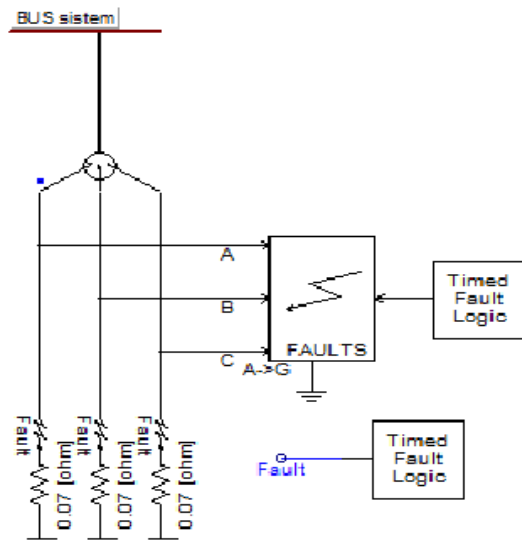 BUS sistem
A
B
C
FAULTS
A->G
Timed
Fault
Logic
Fault
0.07 [ohm]
Fault
0.07 [ohm]
Fault
0.07 [ohm]
Fault
Timed
Fault
Logic